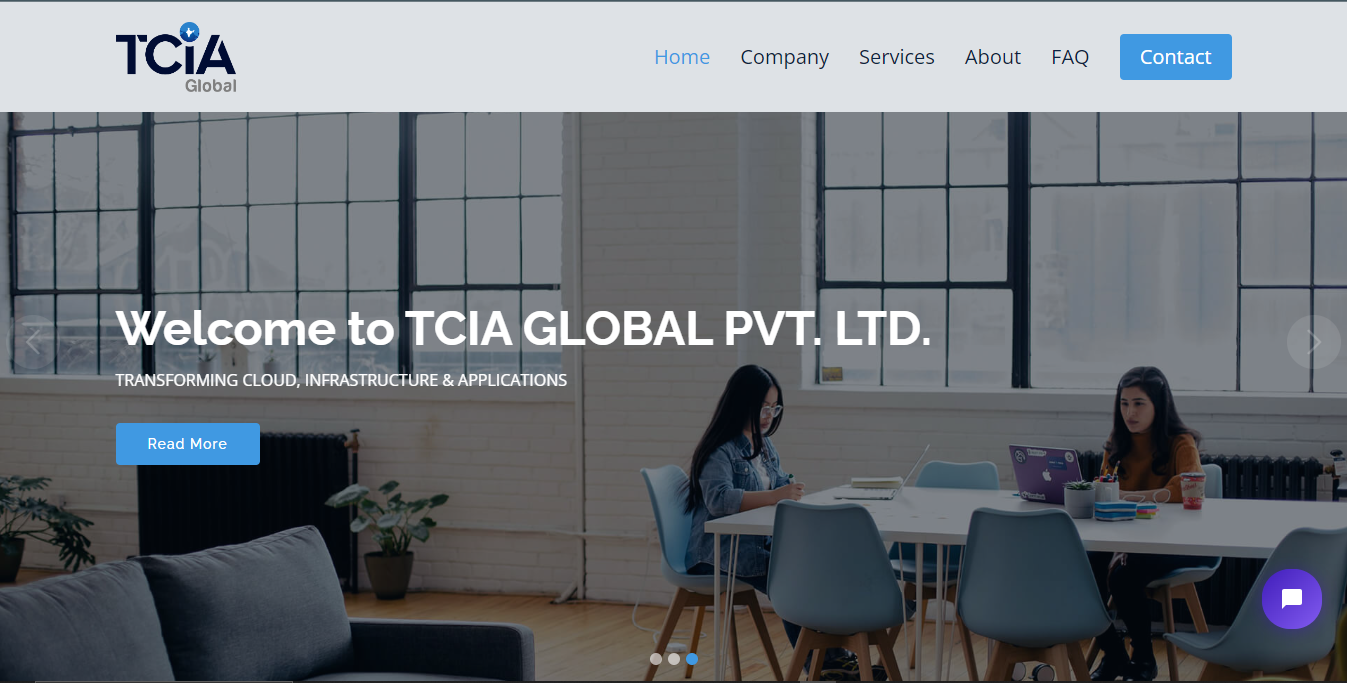 TCiA
Global
Home Company Services About FAQ Contact
Welcome to TCIA GLOBAL PVT. LTD.
TRANSFORMING CLOUD, INFRASTRUCTURE & APPLICATIONS
Read More